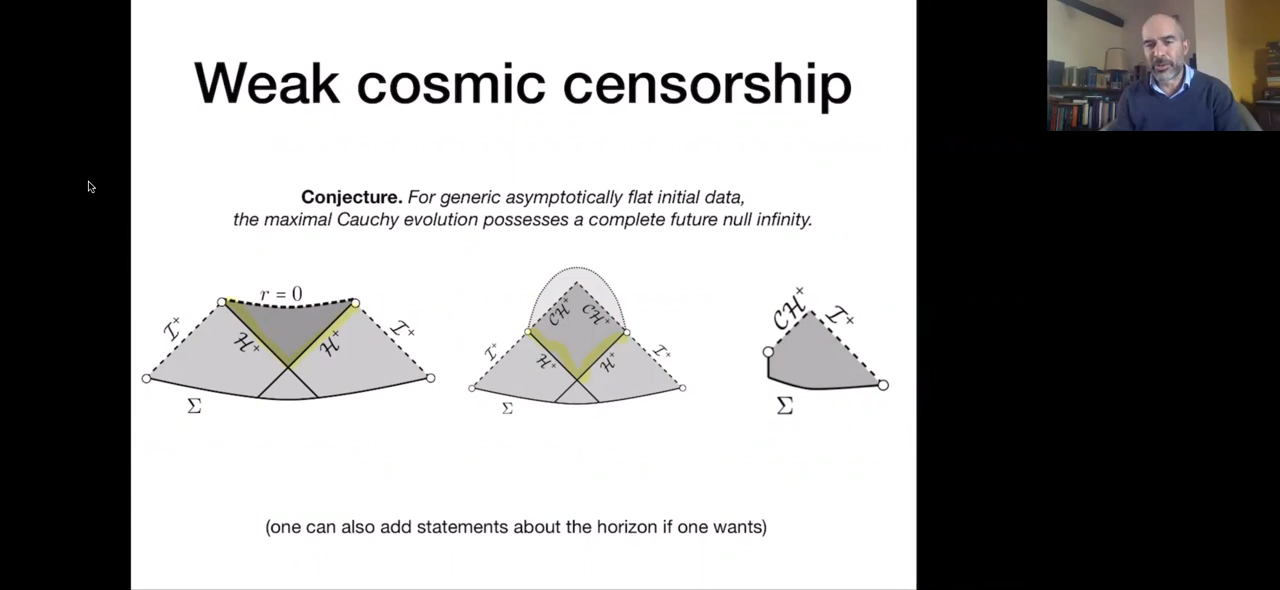 Weak cosmic censorship
Conjecture. For generic asymptotically flat initial data,
the maximal Cauchy evolution possesses a complete future null infinity.
r = 0
I⁺ H⁺ H⁺ I⁺
Σ
CH⁺ CH⁺
I⁺ H⁺ H⁺ I⁺
Σ
CH⁺ I⁺
Σ
(one can also add statements about the horizon if one wants)